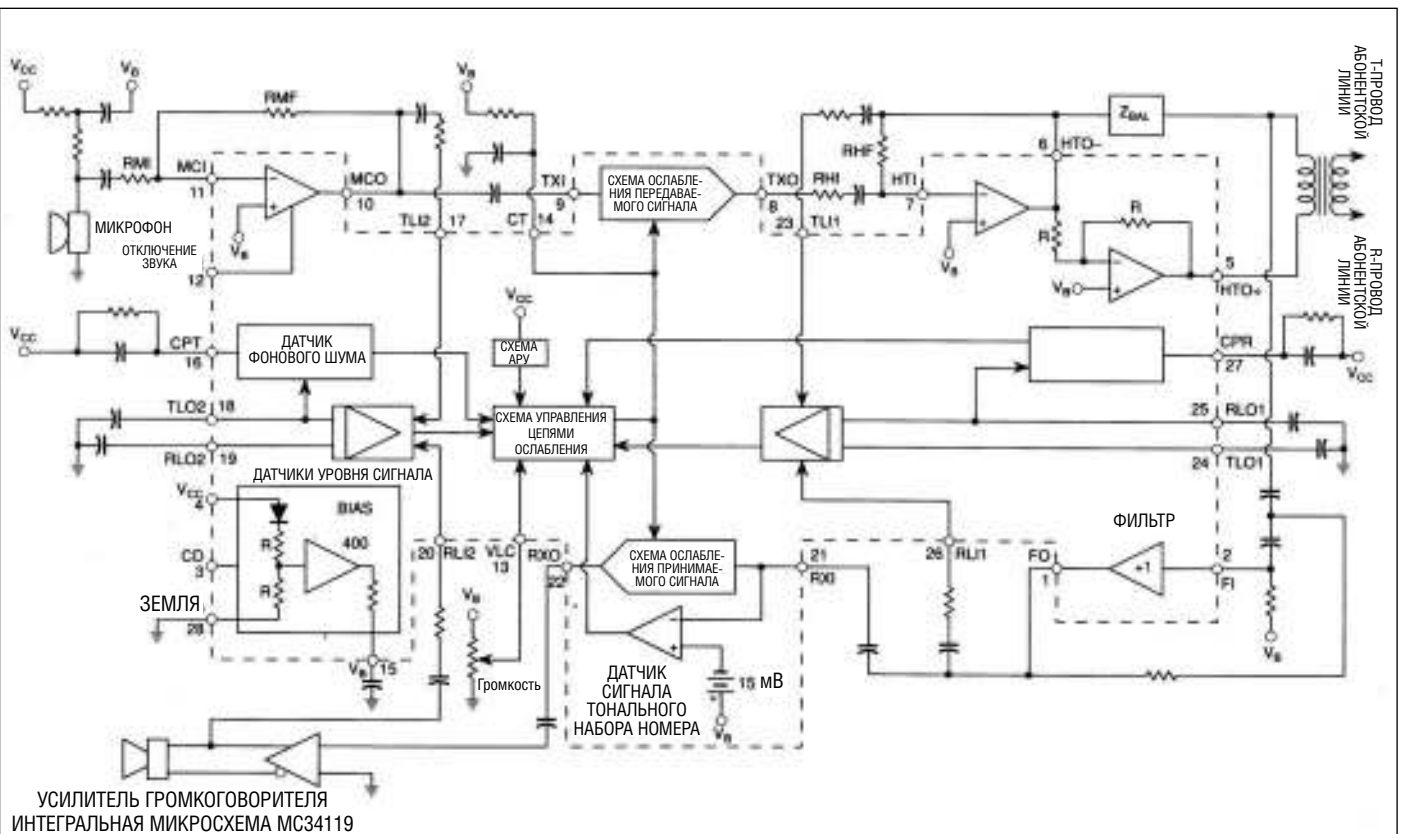 Vcc
VB
RMF
VB
Т-ПРОВОД
АБОНЕНТСКОЙ
ЛИНИИ
ZBAL
RMI
MCI
11
MCO
10
TXI
9
СХЕМА ОСЛАБЛЕ-
НИЯ ПЕРЕДАВАЕ-
МОГО СИГНАЛА
TXO
8
RHF
RHI
HTI
7
6
HTO–
МИКРОФОН
VB
TLI2
17
CT
14
23
TLI1
R
R
VB
VB
5
HTO+
R-ПРОВОД
АБОНЕНТСКОЙ
ЛИНИИ
ОТКЛЮЧЕНИЕ
ЗВУКА
12
Vcc
CPT
16
ДАТЧИК
ФОНОВОГО ШУМА
Vcc
СХЕМА
АРУ
CPR
27
Vcc
TLO2
18
СХЕМА УПРАВЛЕНИЯ
ЦЕПЯМИ
ОСЛАБЛЕНИЯ
25
RLO1
RLO2
19
24
TLO1
ДАТЧИКИ УРОВНЯ СИГНАЛА
Vcc
4
BIAS
400
R
R
CD
3
ЗЕМЛЯ
28
VB
15
20
RLI2
VLC
13
RXO
22
СХЕМА ОСЛАБЛЕ-
НИЯ ПРИНИМАЕ-
МОГО СИГНАЛА
21
RXI
26
RLI1
ФИЛЬТР
FO
1
+1
2
FI
VB
VB
Громкость
ДАТЧИК
СИГНАЛА
ТОНАЛЬНОГО
НАБОРА НОМЕРА
15 мВ
VB
УСИЛИТЕЛЬ ГРОМКОГОВОРИТЕЛЯ
ИНТЕГРАЛЬНАЯ МИКРОСХЕМА MC34119